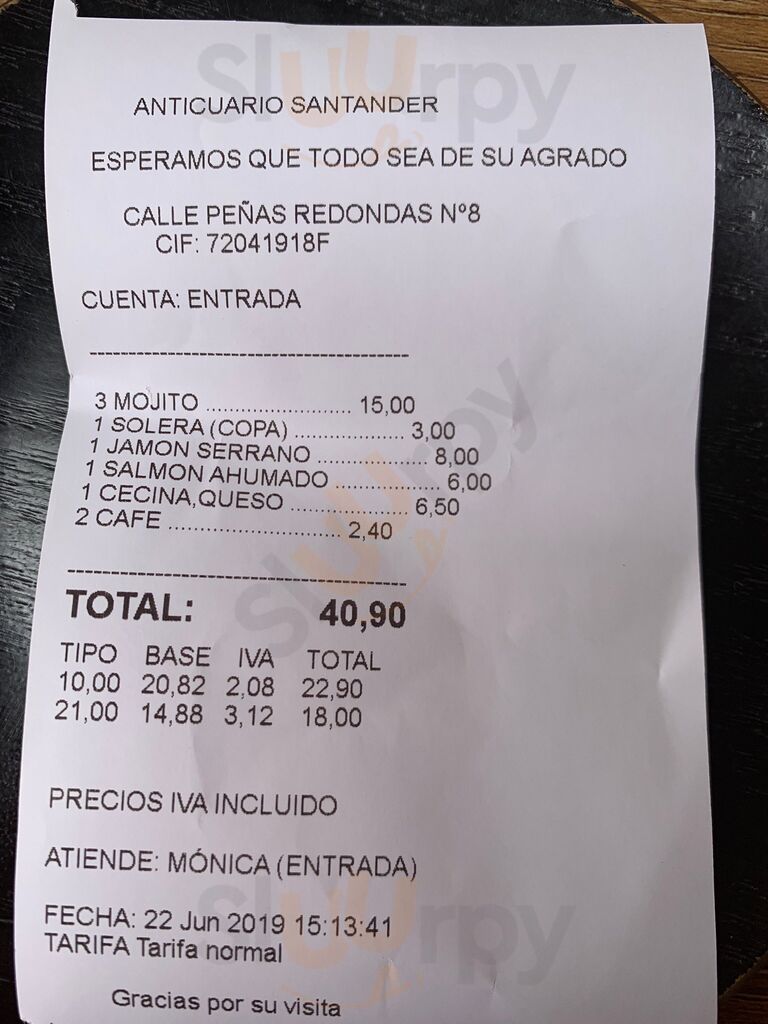 ANTICUARIO SANTANDER
ESPERAMOS QUE TODO SEA DE SU AGRADO
CALLE PEÑAS REDONDAS Nº8
CIF: 72041918F
CUENTA: ENTRADA
-----------------------------------------
3 MOJITO .......................... 15,00
1 SOLERA (COPA) .................... 3,00
1 JAMON SERRANO .................... 8,00
1 SALMON AHUMADO ................... 6,00
1 CECINA,QUESO ..................... 6,50
2 CAFE ............................... 2,40
-----------------------------------------
TOTAL: 40,90
TIPO BASE IVA TOTAL
10,00 20,82 2,08 22,90
21,00 14,88 3,12 18,00
PRECIOS IVA INCLUIDO
ATIENDE: MÓNICA (ENTRADA)
FECHA: 22 Jun 2019 15:13:41
TARIFA Tarifa normal
Gracias por su visita
Sluurpy
Sluurpy
Sluurpy